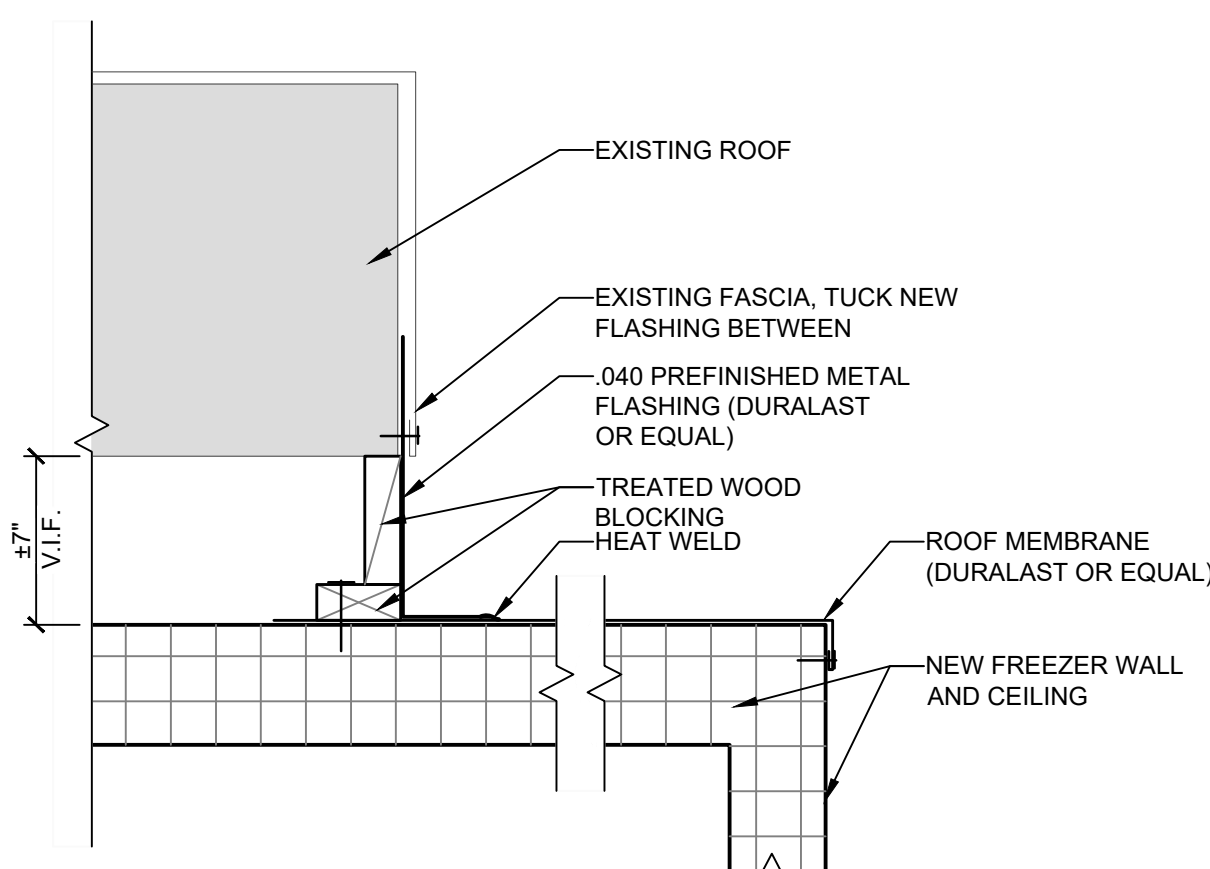 EXISTING ROOF
EXISTING FASCIA, TUCK NEW
FLASHING BETWEEN
.040 PREFINISHED METAL
FLASHING (DURALAST
OR EQUAL)
TREATED WOOD
BLOCKING
HEAT WELD
ROOF MEMBRANE
(DURALAST OR EQUAL)
NEW FREEZER WALL
AND CEILING
±7"
V.I.F.